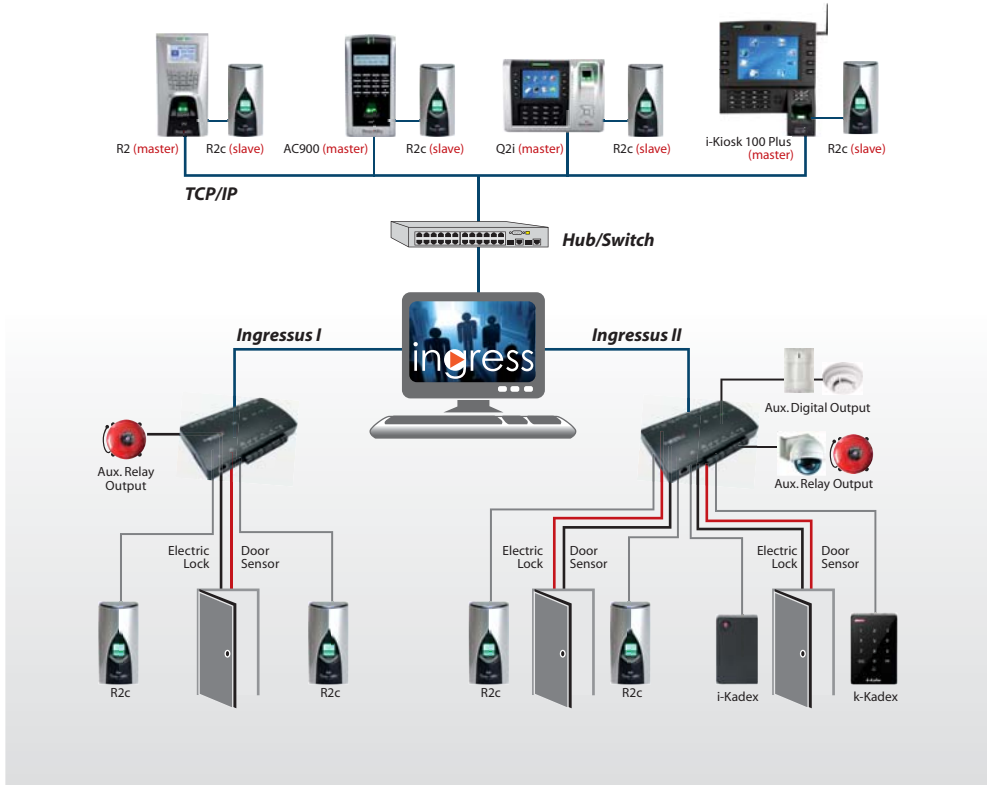 R2 (master)
R2c (slave)
AC900 (master)
R2c (slave)
Q2i (master)
R2c (slave)
i-Kiosk 100 Plus
(master)
R2c (slave)
TCP/IP
Hub/Switch
Ingressus I
ingress
Ingressus II
Aux. Digital Output
Aux. Relay
Output
Aux. Relay Output
Electric
Lock
Door
Sensor
Electric
Lock
Door
Sensor
Electric
Lock
Door
Sensor
R2c
R2c
R2c
R2c
i-Kadex
k-Kadex